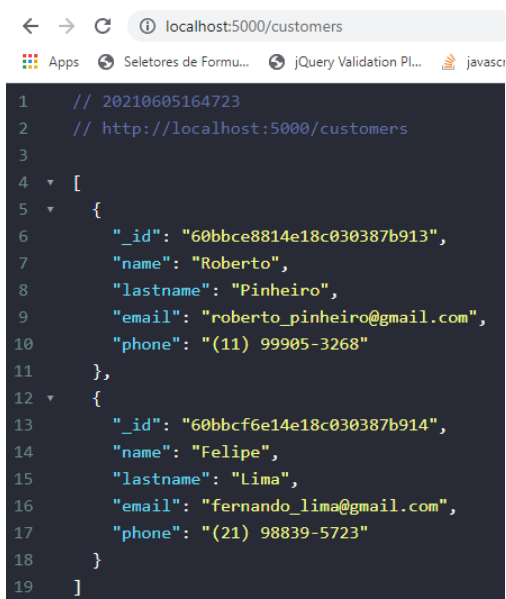 localhost:5000/customers
Apps Seletores de Formu... jQuery Validation Pl... javascr
1 // 20210605164723
2 // http://localhost:5000/customers
3
4 [
5 {
6 "_id": "60bbce8814e18c030387b913",
7 "name": "Roberto",
8 "lastname": "Pinheiro",
9 "email": "roberto_pinheiro@gmail.com",
10 "phone": "(11) 99905-3268"
11 },
12 {
13 "_id": "60bbcf6e14e18c030387b914",
14 "name": "Felipe",
15 "lastname": "Lima",
16 "email": "fernando_lima@gmail.com",
17 "phone": "(21) 98839-5723"
18 }
19 ]